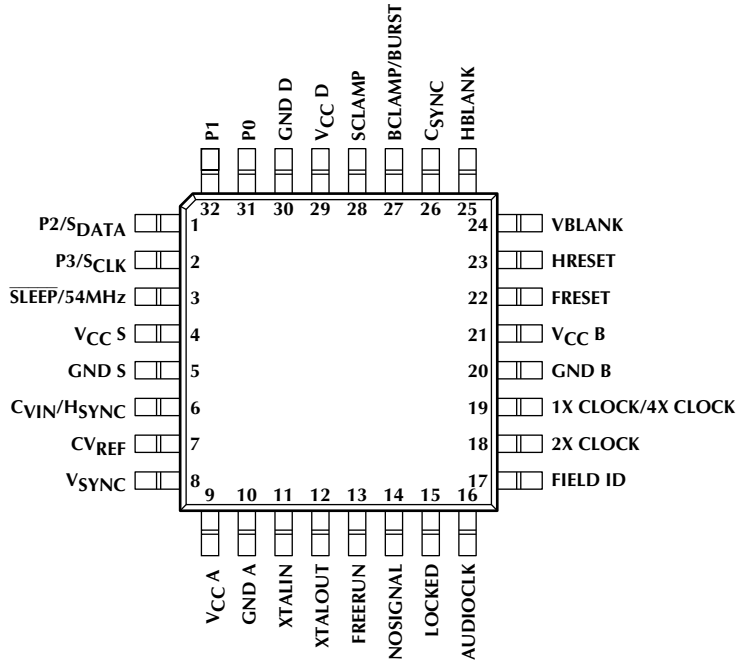 P1
P0
GND D
VCC D
SCLAMP
BCLAMP/BURST
CSYNC
HBLANK
32
31
30
29
28
27
26
25
P2/SDATA
1
24
VBLANK
P3/SCLK
2
23
HRESET
SLEEP/54MHz
3
22
FRESET
VCC S
4
21
VCC B
GND S
5
20
GND B
CVIN/HSYNC
6
19
1X CLOCK/4X CLOCK
CVREF
7
18
2X CLOCK
VSYNC
8
17
FIELD ID
9
10
11
12
13
14
15
16
VCC A
GND A
XTALIN
XTALOUT
FREERUN
NOSIGNAL
LOCKED
AUDIOCLK